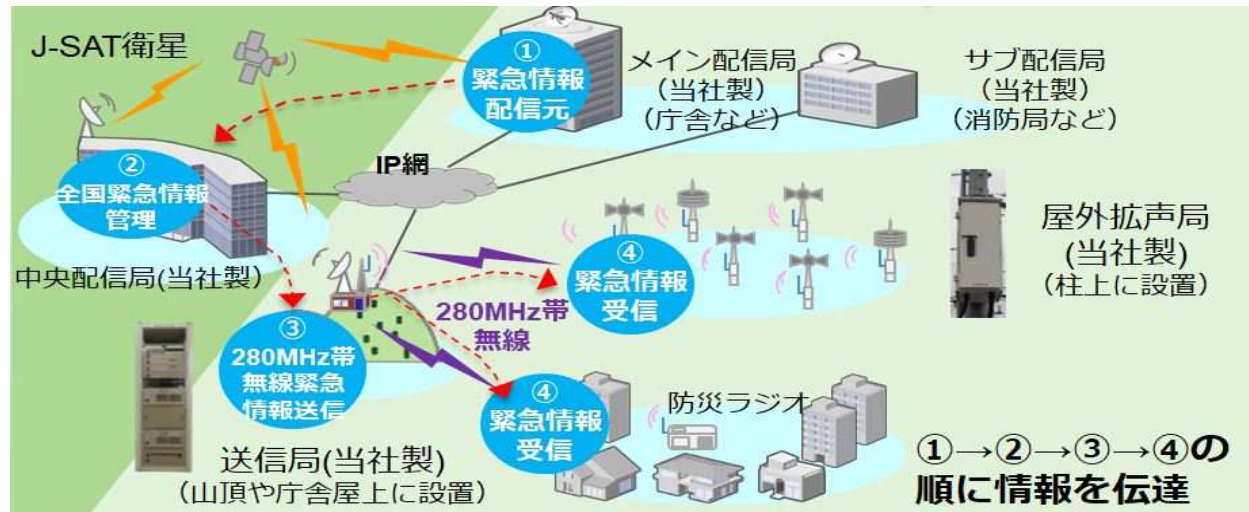 J-SAT衛星
①
緊急情報
配信元
メイン配信局
（当社製）
（庁舎など）
サブ配信局
（当社製）
（消防局など）
②
全国緊急情報
管理
IP網
中央配信局(当社製）
③
280MHz帯
無線緊急
情報送信
280MHz帯
無線
④
緊急情報
受信
屋外拡声局
(当社製)
（柱上に設置）
④
緊急情報
受信
防災ラジオ
送信局(当社製)
（山頂や庁舎屋上に設置）
①→②→③→④の
順に情報を伝達